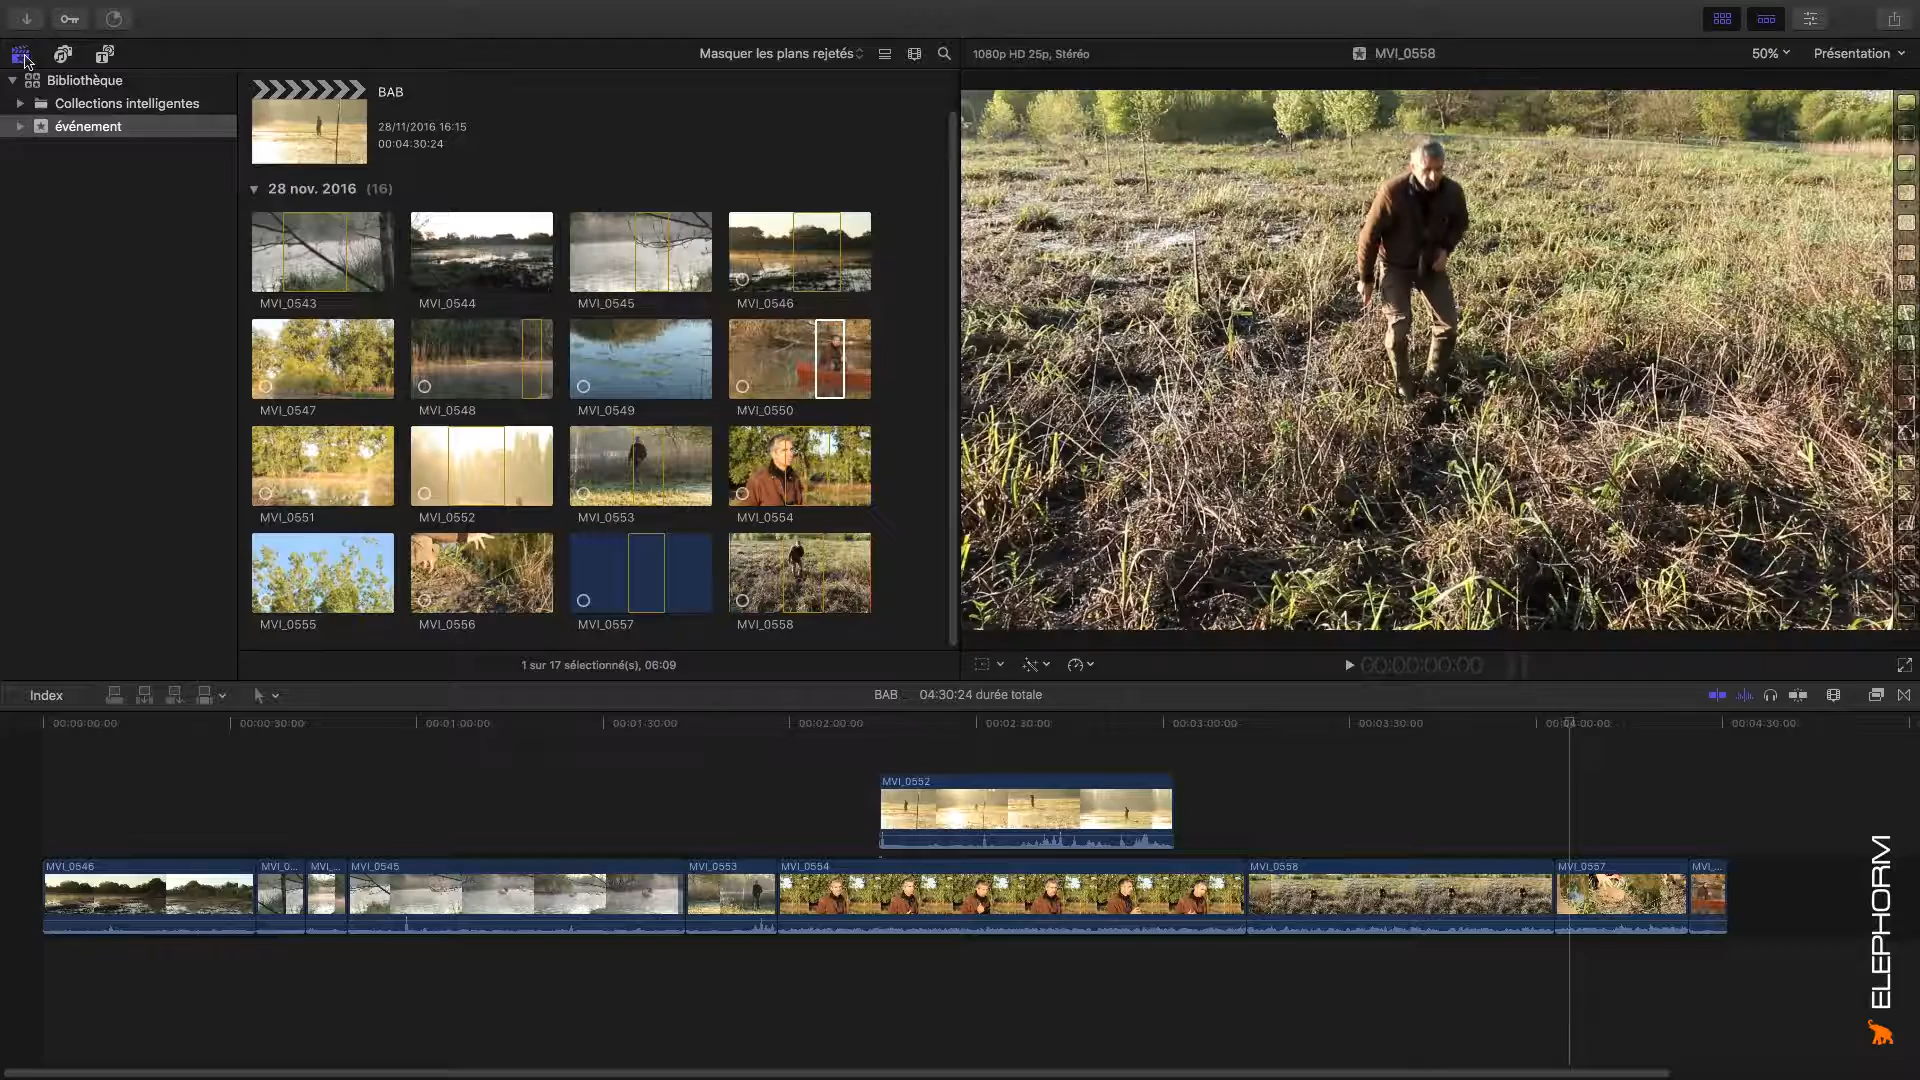 Masquer les plans rejetés
1080p HD 25p, Stéréo
MVI_0558
50%
Présentation
Bibliothèque
Collections intelligentes
événement
BAB
28/11/2016 16:15
00:04:30:24
28 nov. 2016 (16)
MVI_0543
MVI_0544
MVI_0545
MVI_0546
MVI_0547
MVI_0548
MVI_0549
MVI_0550
MVI_0551
MVI_0552
MVI_0553
MVI_0554
MVI_0555
MVI_0556
MVI_0557
MVI_0558
1 sur 17 sélectionné(s), 06:09
00:00:00:00
Index
BAB
04:30:24 durée totale
00:00:00:00
00:00:30:00
00:01:00:00
00:01:30:00
00:02:00:00
00:02:30:00
00:03:00:00
00:03:30:00
00:04:00:00
00:04:30:00
MVI_0552
MVI_0546
MVI_0...
MVI_...
MVI_0545
MVI_0553
MVI_0554
MVI_0558
MVI_0557
MVI_...
ELEPHORM